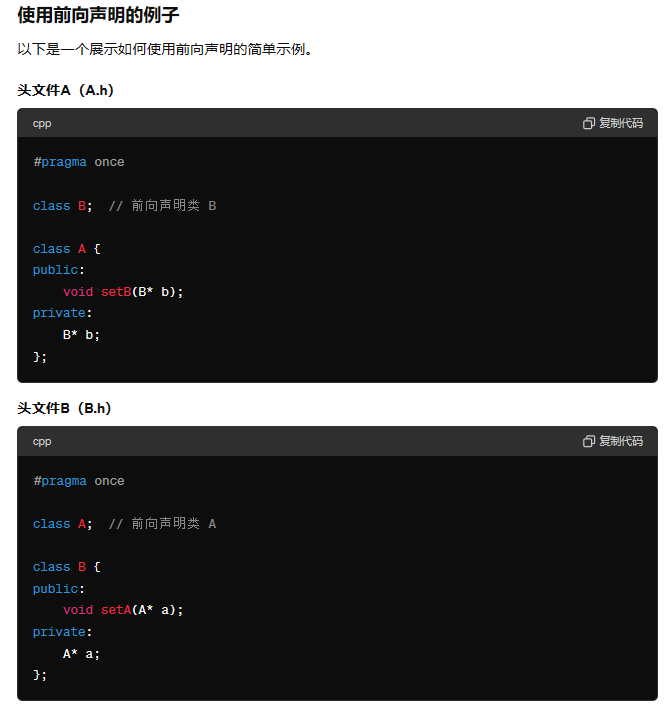 使用前向声明的例子
以下是一个展示如何使用前向声明的简单示例。
头文件A（A.h）
cpp 复制代码
#pragma once
class B;  // 前向声明类 B
class A {
public:
    void setB(B* b);
private:
    B* b;
};
头文件B（B.h）
cpp 复制代码
#pragma once
class A;  // 前向声明类 A
class B {
public:
    void setA(A* a);
private:
    A* a;
};